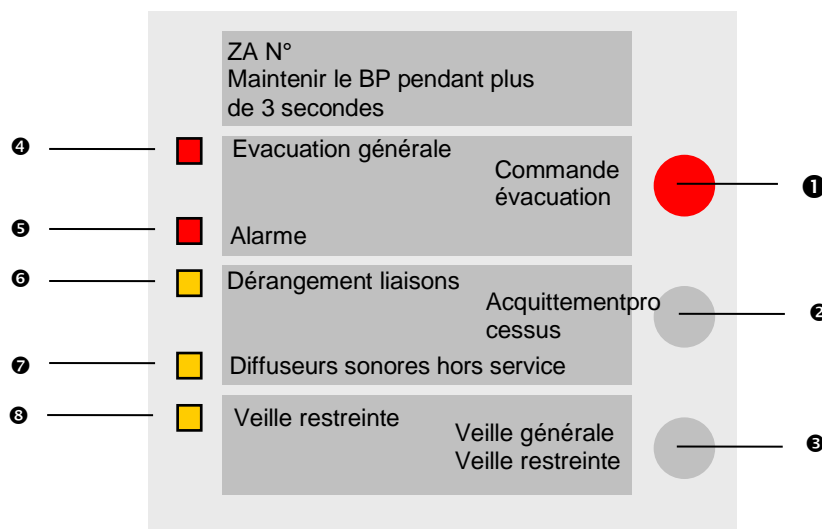 ZA N°
Maintenir le BP pendant plus
de 3 secondes
❹
Evacuation générale
Commande
évacuation
❶
❺
Alarme
❻
Dérangement liaisons
Acquittementpro
cessus
❷
❼
Diffuseurs sonores hors service
❽
Veille restreinte
Veille générale
Veille restreinte
❸